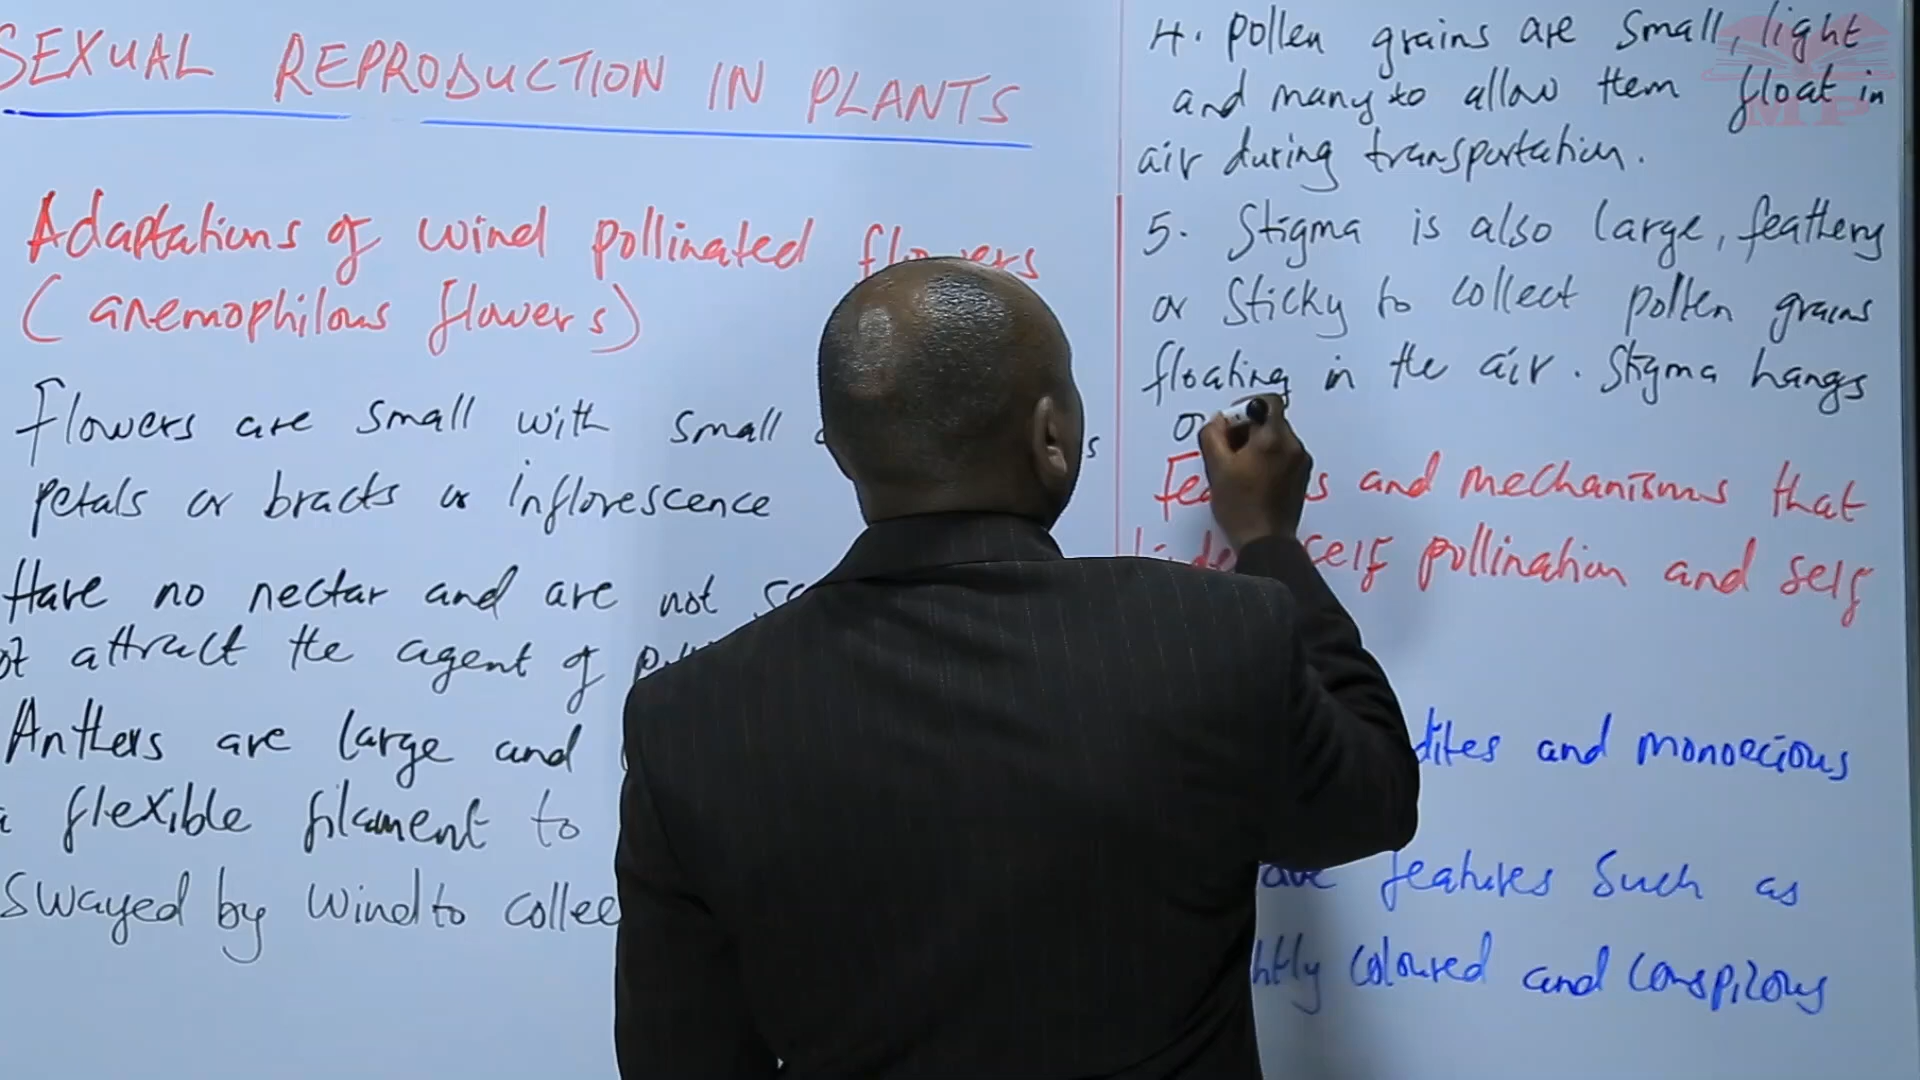 SEXUAL REPRODUCTION IN PLANTS
Adaptations of wind pollinated flowers
(anemophilous flowers)
Flowers are small with small
petals or bracts or inflorescence
Have no nectar and are not
attract the agent of
Anthers are large and
a flexible filament to
swayed by wind to
4. pollen grains are small, light
and many to allow them float in
air during transportation.
5. Stigma is also large, feathery
or sticky to collect pollen grains
floating in the air. Stigma hangs
and mechanisms that
self pollination and self
and monoecious
features such as
coloured and conspicous
MP